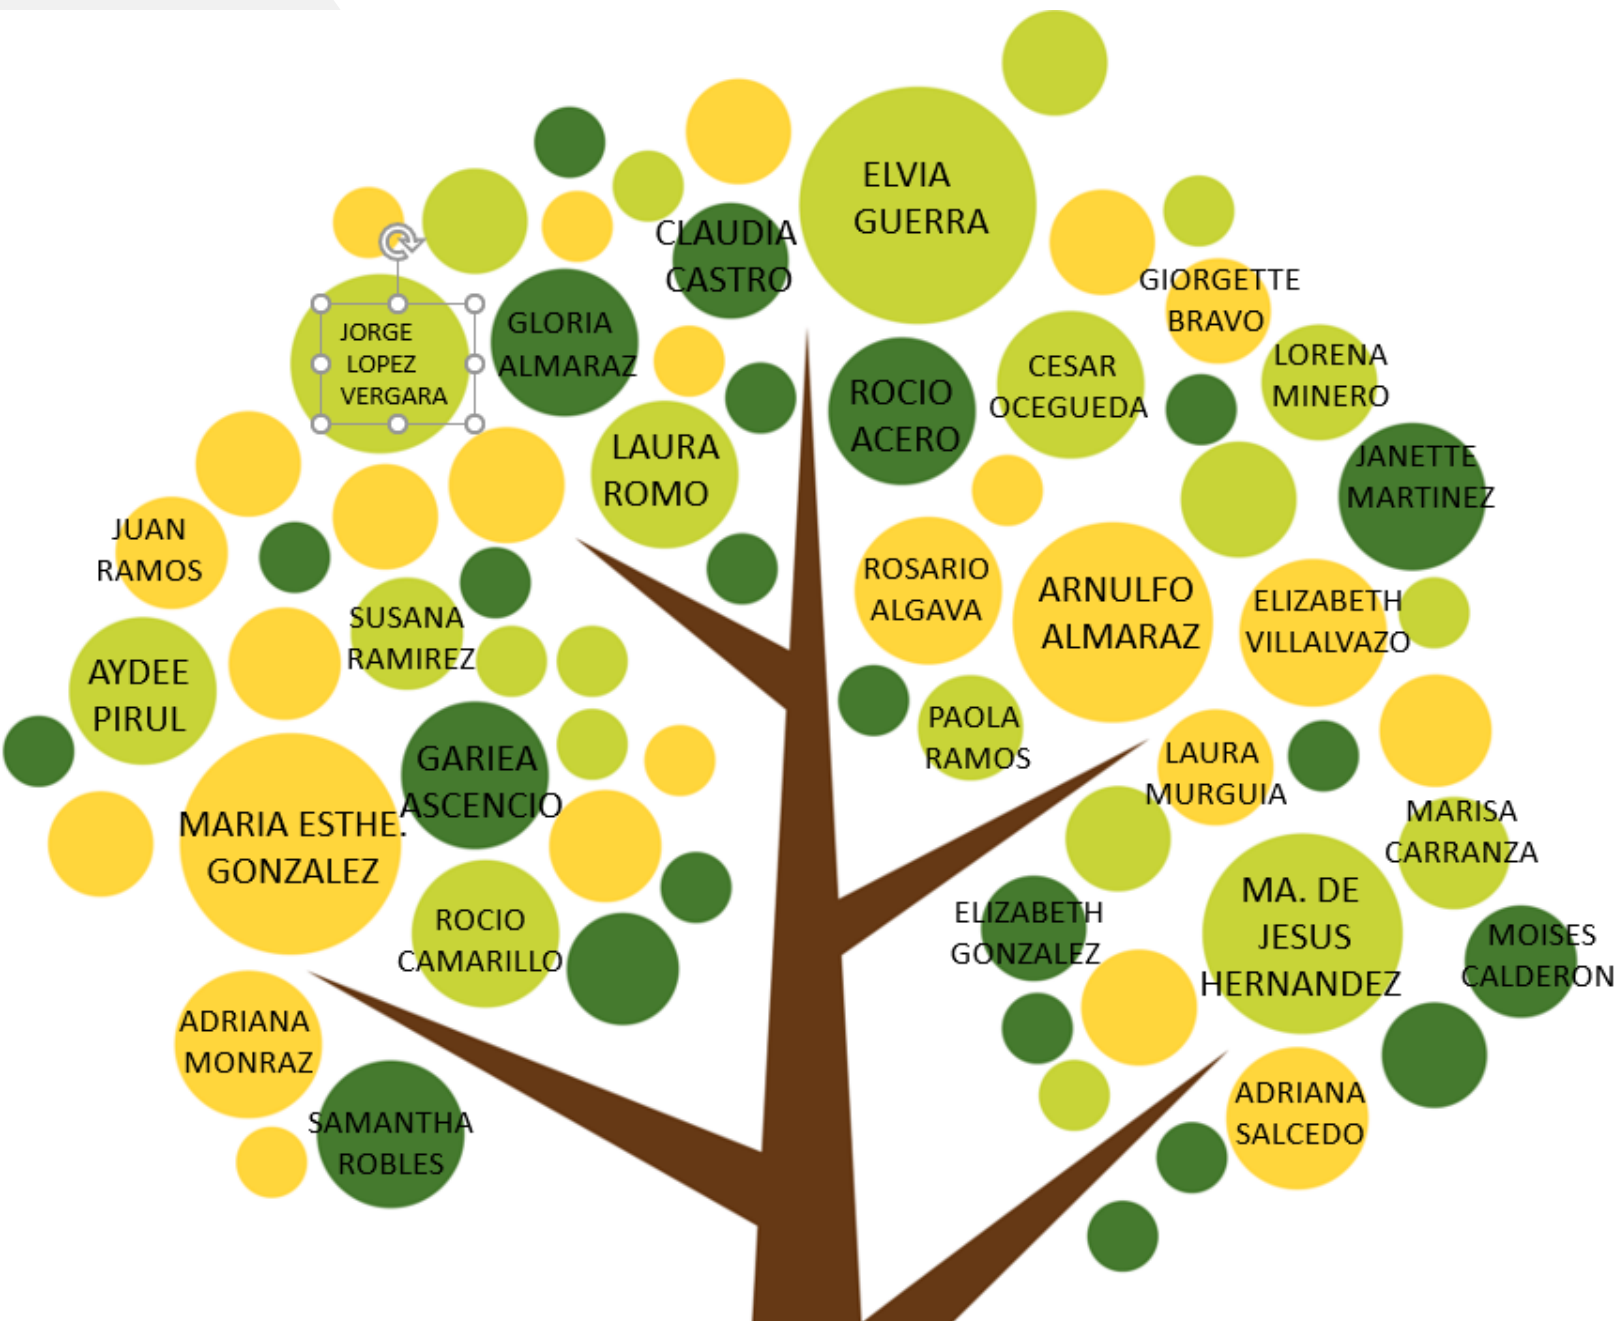 ELVIA
GUERRA
CLAUDIA
CASTRO
GIORGETTE
BRAVO
JORGE
LOPEZ
VERGARA
GLORIA
ALMARAZ
ROCIO
ACERO
CESAR
OCEGUEDA
LORENA
MINERO
LAURA
ROMO
JANETTE
MARTINEZ
JUAN
RAMOS
SUSANA
RAMIREZ
ROSARIO
ALGAVA
ARNULFO
ALMARAZ
ELIZABETH
VILLALVAZO
AYDEE
PIRUL
PAOLA
RAMOS
GARIEA
ASCENCIO
LAURA
MURGUIA
MARIA ESTHE.
GONZALEZ
MARISA
CARRANZA
ROCIO
CAMARILLO
ELIZABETH
GONZALEZ
MA. DE
JESUS
HERNANDEZ
MOISES
CALDERON
ADRIANA
MONRAZ
SAMANTHA
ROBLES
ADRIANA
SALCEDO